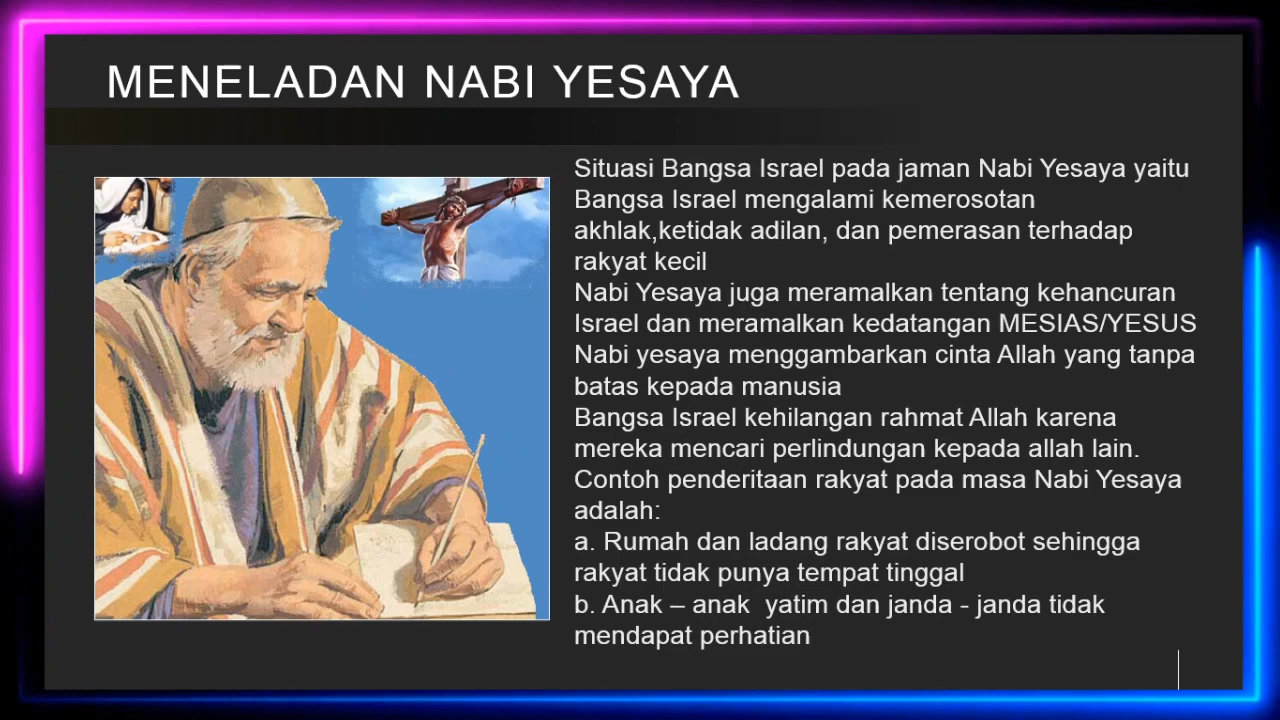 MENELADAN NABI YESAYA
Situasi Bangsa Israel pada jaman Nabi Yesaya yaitu
Bangsa Israel mengalami kemerosotan
akhlak,ketidak adilan, dan pemerasan terhadap
rakyat kecil
Nabi Yesaya juga meramalkan tentang kehancuran
Israel dan meramalkan kedatangan MESIAS/YESUS
Nabi yesaya menggambarkan cinta Allah yang tanpa
batas kepada manusia
Bangsa Israel kehilangan rahmat Allah karena
mereka mencari perlindungan kepada allah lain.
Contoh penderitaan rakyat pada masa Nabi Yesaya
adalah:
a. Rumah dan ladang rakyat diserobot sehingga
rakyat tidak punya tempat tinggal
b. Anak – anak  yatim dan janda - janda tidak
mendapat perhatian